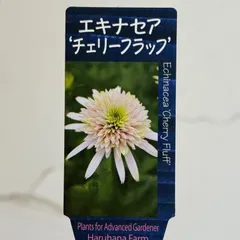 エキナセア
‘チェリーフラッフ’
Echinacea ‘Cherry Fluff’
Plants for Advanced Gardener
Haruhana Farm